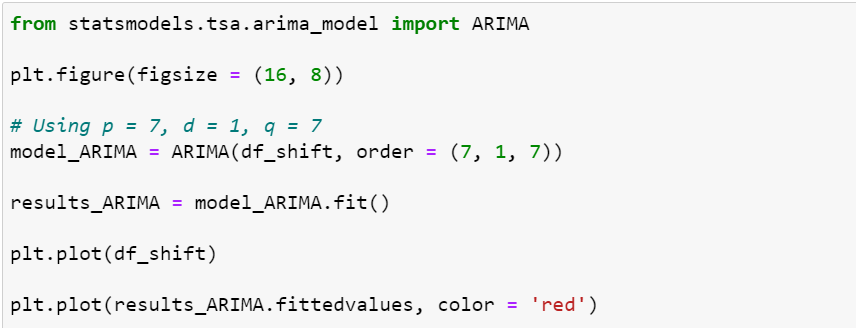 from statsmodels.tsa.arima_model import ARIMA
plt.figure(figsize = (16, 8))
# Using p = 7, d = 1, q = 7
model_ARIMA = ARIMA(df_shift, order = (7, 1, 7))
results_ARIMA = model_ARIMA.fit()
plt.plot(df_shift)
plt.plot(results_ARIMA.fittedvalues, color = 'red')